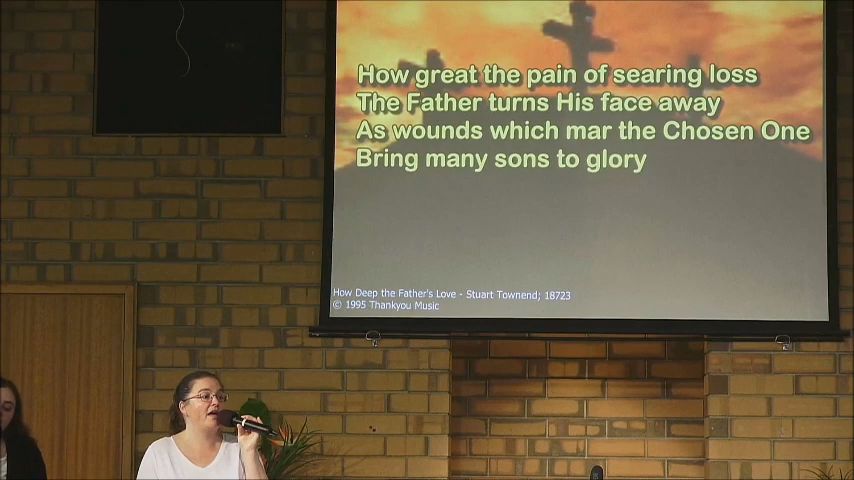 How great the pain of searing loss
The Father turns His face away
As wounds which mar the Chosen One
Bring many sons to glory
How Deep the Father's Love - Stuart Townend; 18723
© 1995 Thankyou Music